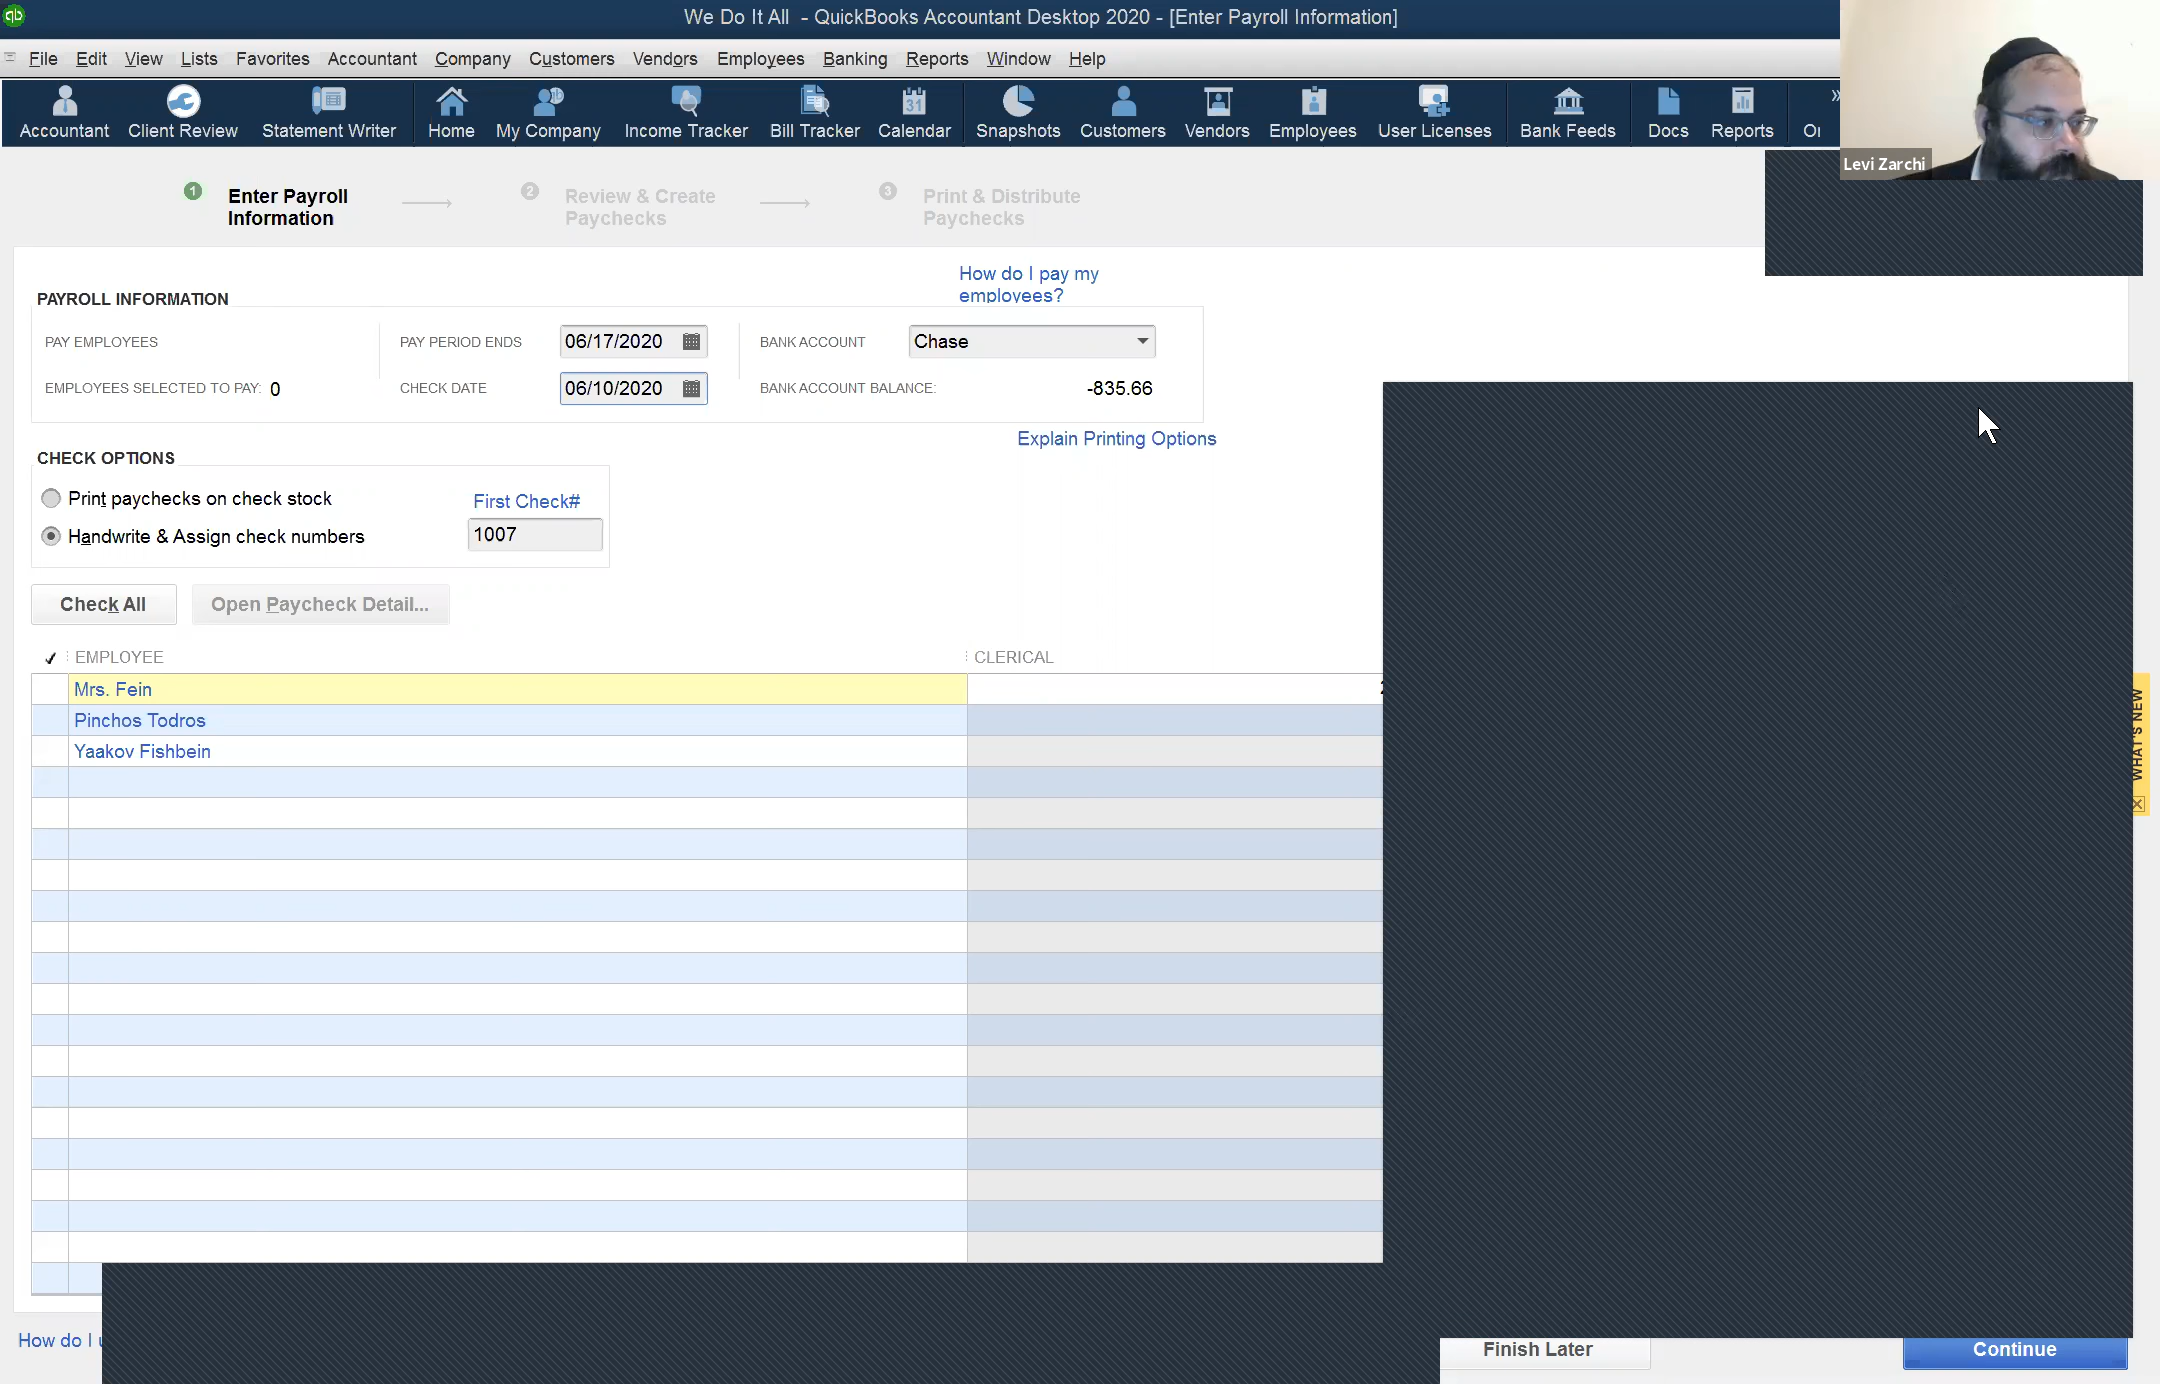 We Do It All - QuickBooks Accountant Desktop 2020 - [Enter Payroll Information]
File Edit View Lists Favorites Accountant Company Customers Vendors Employees Banking Reports Window Help
Accountant Client Review Statement Writer Home My Company Income Tracker Bill Tracker Calendar Snapshots Customers Vendors Employees User Licenses Bank Feeds Docs Reports
31
Levi Zarchi
1 Enter Payroll Information
2 Review & Create Paychecks
3 Print & Distribute Paychecks
How do I pay my
employees?
PAYROLL INFORMATION
PAY EMPLOYEES PAY PERIOD ENDS 06/17/2020 BANK ACCOUNT Chase
EMPLOYEES SELECTED TO PAY: 0 CHECK DATE 06/10/2020 BANK ACCOUNT BALANCE: -835.66
Explain Printing Options
CHECK OPTIONS
Print paychecks on check stock First Check#
Handwrite & Assign check numbers 1007
Check All Open Paycheck Detail...
EMPLOYEE CLERICAL
Mrs. Fein
Pinchos Todros
Yaakov Fishbein
WHAT'S NEW
How do I
Finish Later Continue